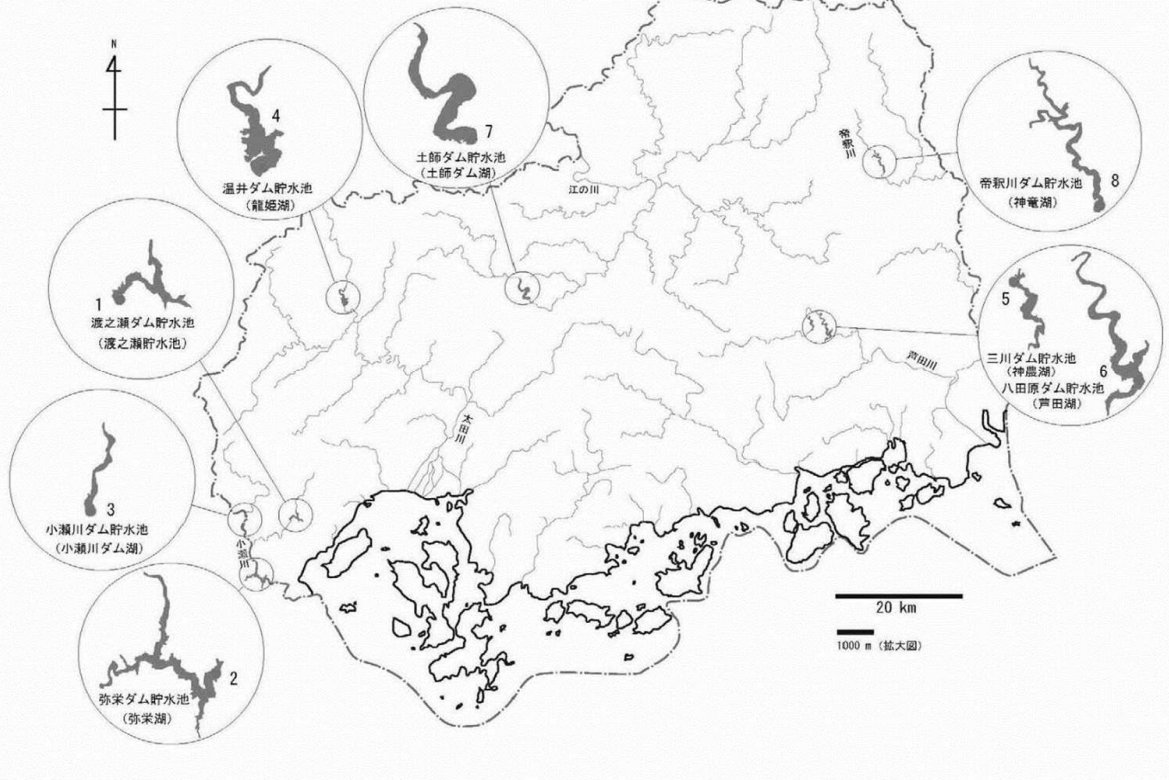 N
4
温井ダム貯水池
(龍姫湖)
7
土師ダム貯水池
(土師ダム湖)
江の川
帝釈川
8
帝釈川ダム貯水池
(神竜湖)
1
渡之瀬ダム貯水池
(渡之瀬貯水池)
5
三川ダム貯水池
(神農湖)
6
八田原ダム貯水池
(芦田湖)
芦田川
太田川
3
小瀬川ダム貯水池
(小瀬川ダム湖)
小瀬川
2
弥栄ダム貯水池
(弥栄湖)
20 km
1000 m (拡大図)